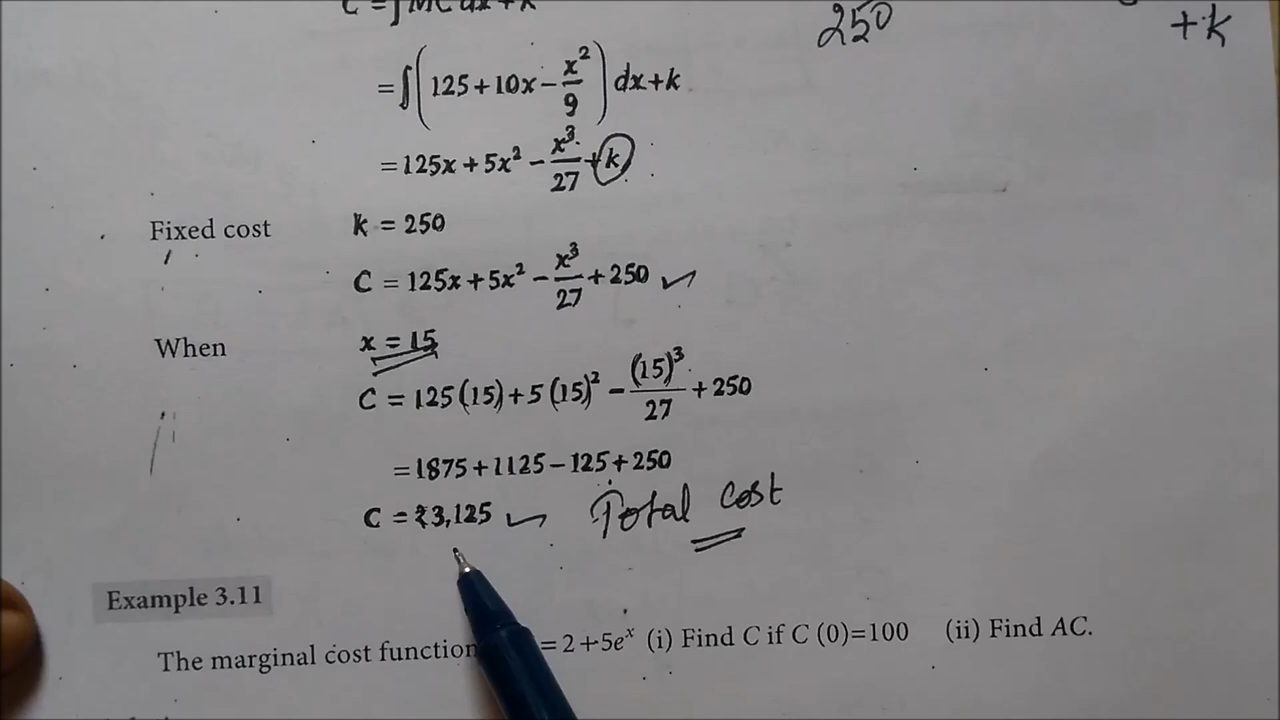 C = ∫MC dx + k
250
+k
= ∫(125 + 10x − x²/9) dx + k
= 125x + 5x² − x³/27 + k
Fixed cost k = 250
C = 125x + 5x² − x³/27 + 250 ✓
When x = 15
C = 125(15) + 5(15)² − (15)³/27 + 250
= 1875 + 1125 − 125 + 250
C = ₹3,125 ✓ Total cost
Example 3.11
The marginal cost function = 2 + 5eˣ (i) Find C if C (0)=100 (ii) Find AC.